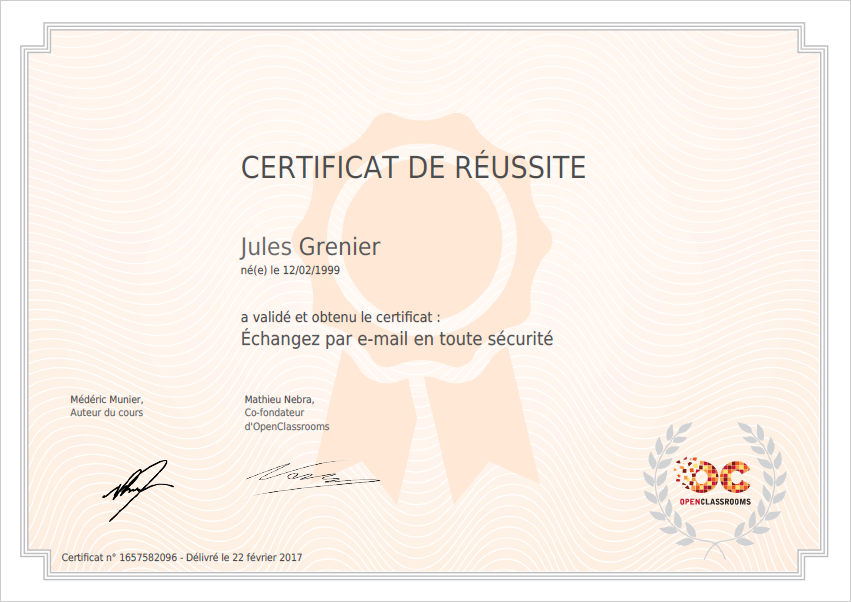 CERTIFICAT DE RÉUSSITE
Jules Grenier
né(e) le 12/02/1999
a validé et obtenu le certificat :
Échangez par e-mail en toute sécurité
Médéric Munier,
Auteur du cours
Mathieu Nebra,
Co-fondateur
d'OpenClassrooms
OC
OPENCLASSROOMS
Certificat n° 1657582096 - Délivré le 22 février 2017